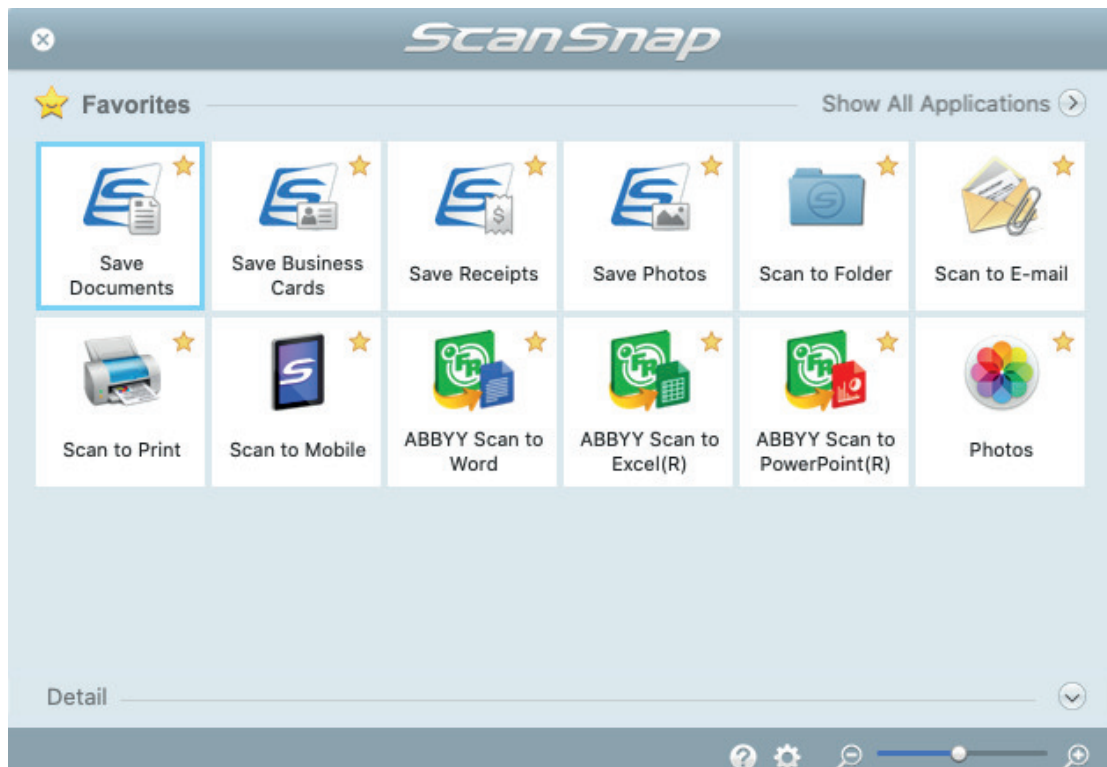 ScanSnap
Favorites
Show All Applications
Save
Documents
Save Business
Cards
Save Receipts
Save Photos
Scan to Folder
Scan to E-mail
Scan to Print
Scan to Mobile
ABBYY Scan to
Word
ABBYY Scan to
Excel(R)
ABBYY Scan to
PowerPoint(R)
Photos
Detail